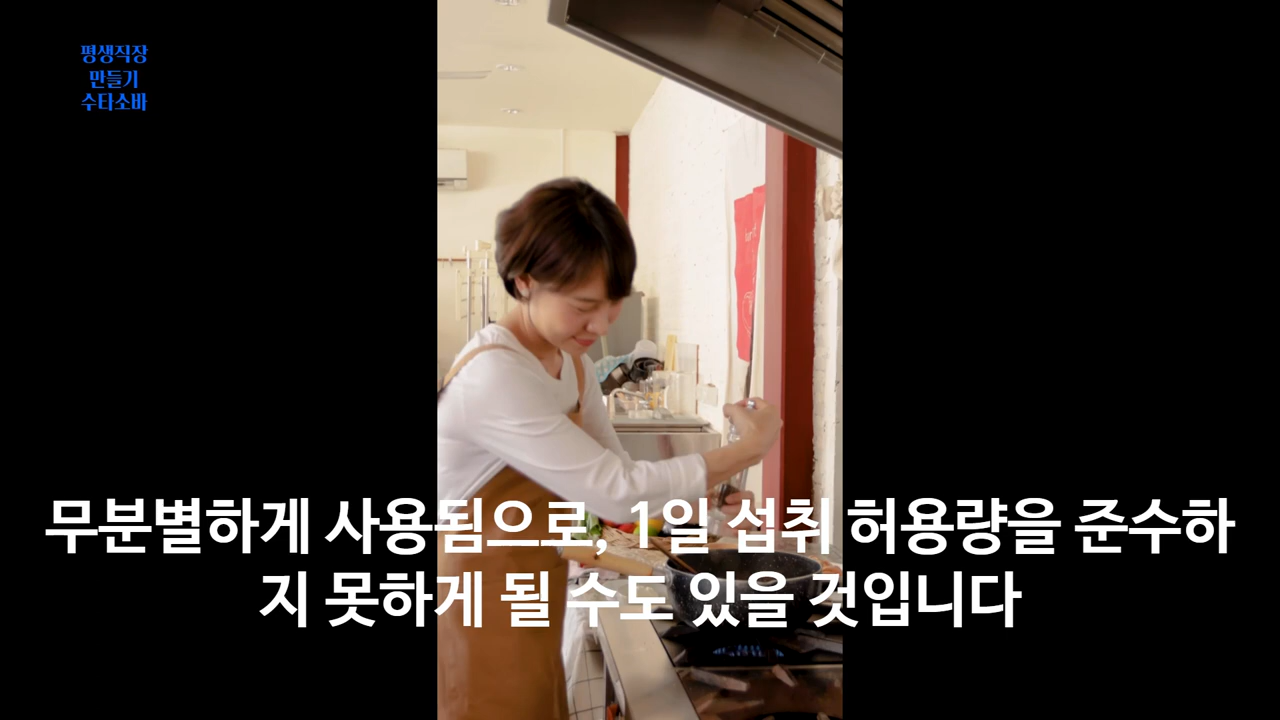 평생직장
만들기
수타소바
무분별하게 사용됨으로, 1일 섭취 허용량을 준수하
지 못하게 될 수도 있을 것입니다